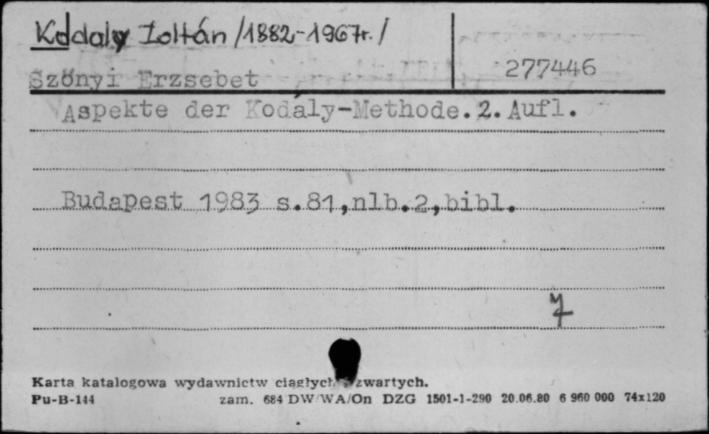 Kodaly Zoltán /1882-1967r./
Szönyi Erzsebet
277446
Aspekte der Kodály-Methode.2.Aufl.
Budapest 1983 s.81,nlb.2,bibl.
7
Karta katalogowa wydawnictw ciągłych zwartych.
Pu-B-144 zam. 684 DW/WA/On DZG 1501-1-290 20.06.80 6 960 000 74x120